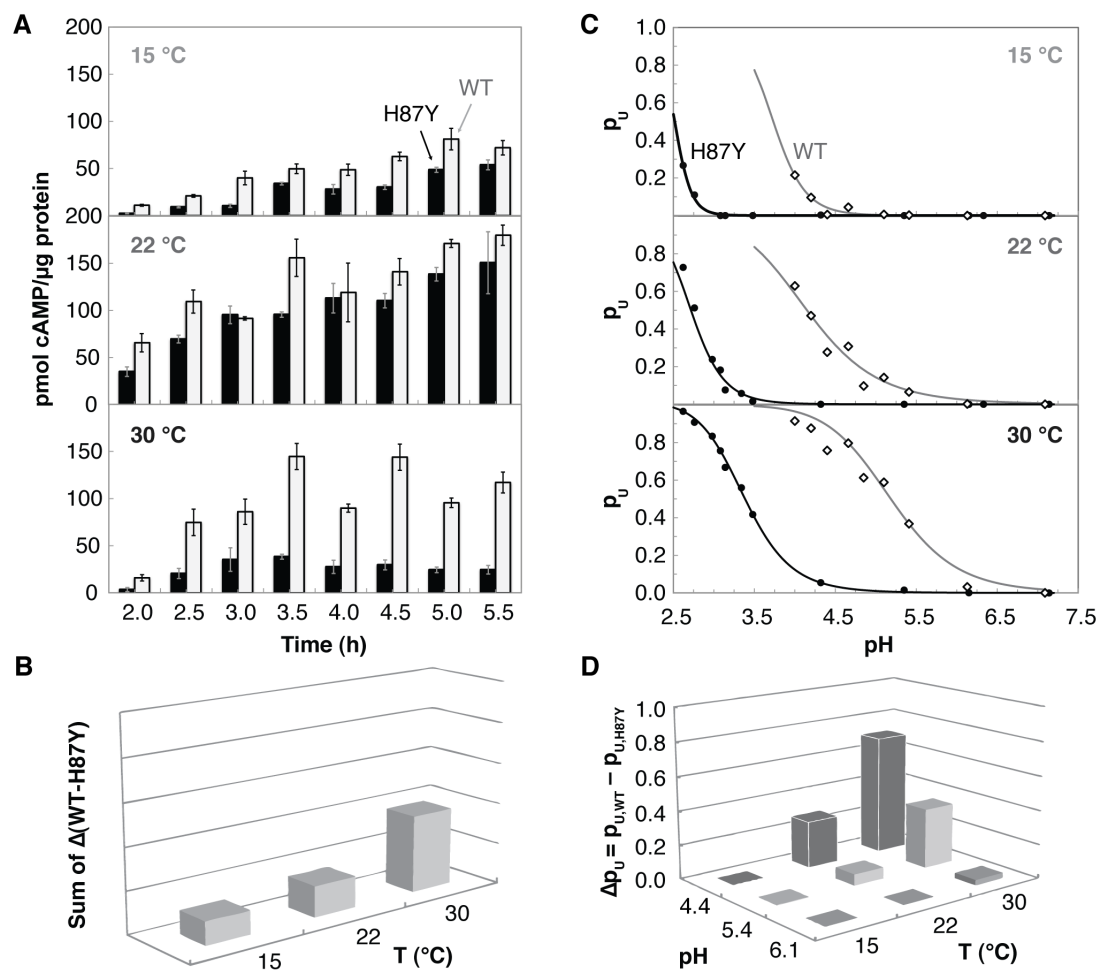 A
200
15 °C
150
WT
H87Y
100
50
200
22 °C
150
100
50
0
30 °C
150
100
50
0
pmol cAMP/µg protein
2.0 2.5 3.0 3.5 4.0 4.5 5.0 5.5
Time (h)
C
1.0
15 °C
0.8
0.6
0.4
0.2
pU
H87Y
WT
22 °C
0.8
0.6
0.4
0.2
pU
30 °C
0.8
0.6
0.4
0.2
0.0
pU
2.5 3.5 4.5 5.5 6.5 7.5
pH
B
Sum of Δ(WT-H87Y)
15 22 30
T (°C)
D
ΔpU = pU,WT − pU,H87Y
1.0
0.8
0.6
0.4
0.2
0.0
4.4 5.4 6.1
pH
15 22 30
T (°C)